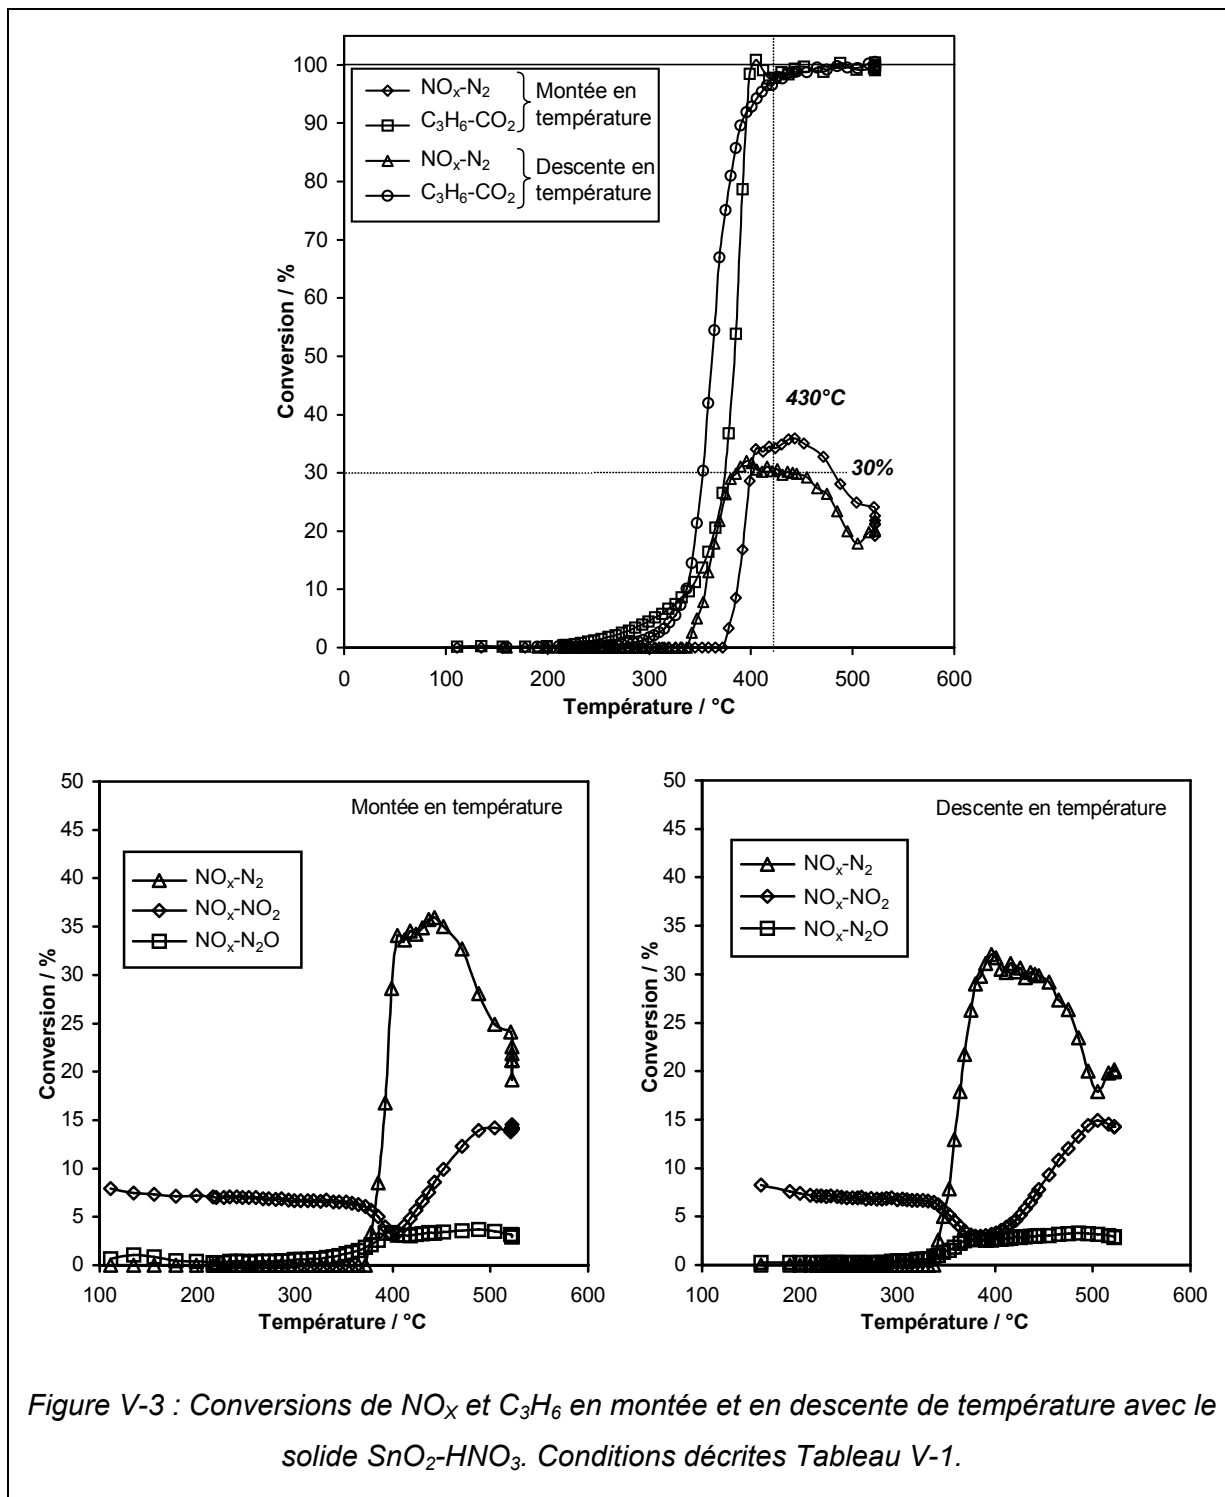 100
90
80
70
60
50
40
30
20
10
0
Conversion / %
NOx-N2
C3H6-CO2
Montée en
température
NOx-N2
C3H6-CO2
Descente en
température
430°C
30%
0
100
200
300
400
500
600
Température / °C
50
45
40
35
30
25
20
15
10
5
0
Conversion / %
Montée en température
NOx-N2
NOx-NO2
NOx-N2O
100
200
300
400
500
600
Température / °C
50
45
40
35
30
25
20
15
10
5
0
Conversion / %
Descente en température
NOx-N2
NOx-NO2
NOx-N2O
100
200
300
400
500
600
Température / °C
Figure V-3 : Conversions de NOX et C3H6 en montée et en descente de température avec le
solide SnO2-HNO3. Conditions décrites Tableau V-1.